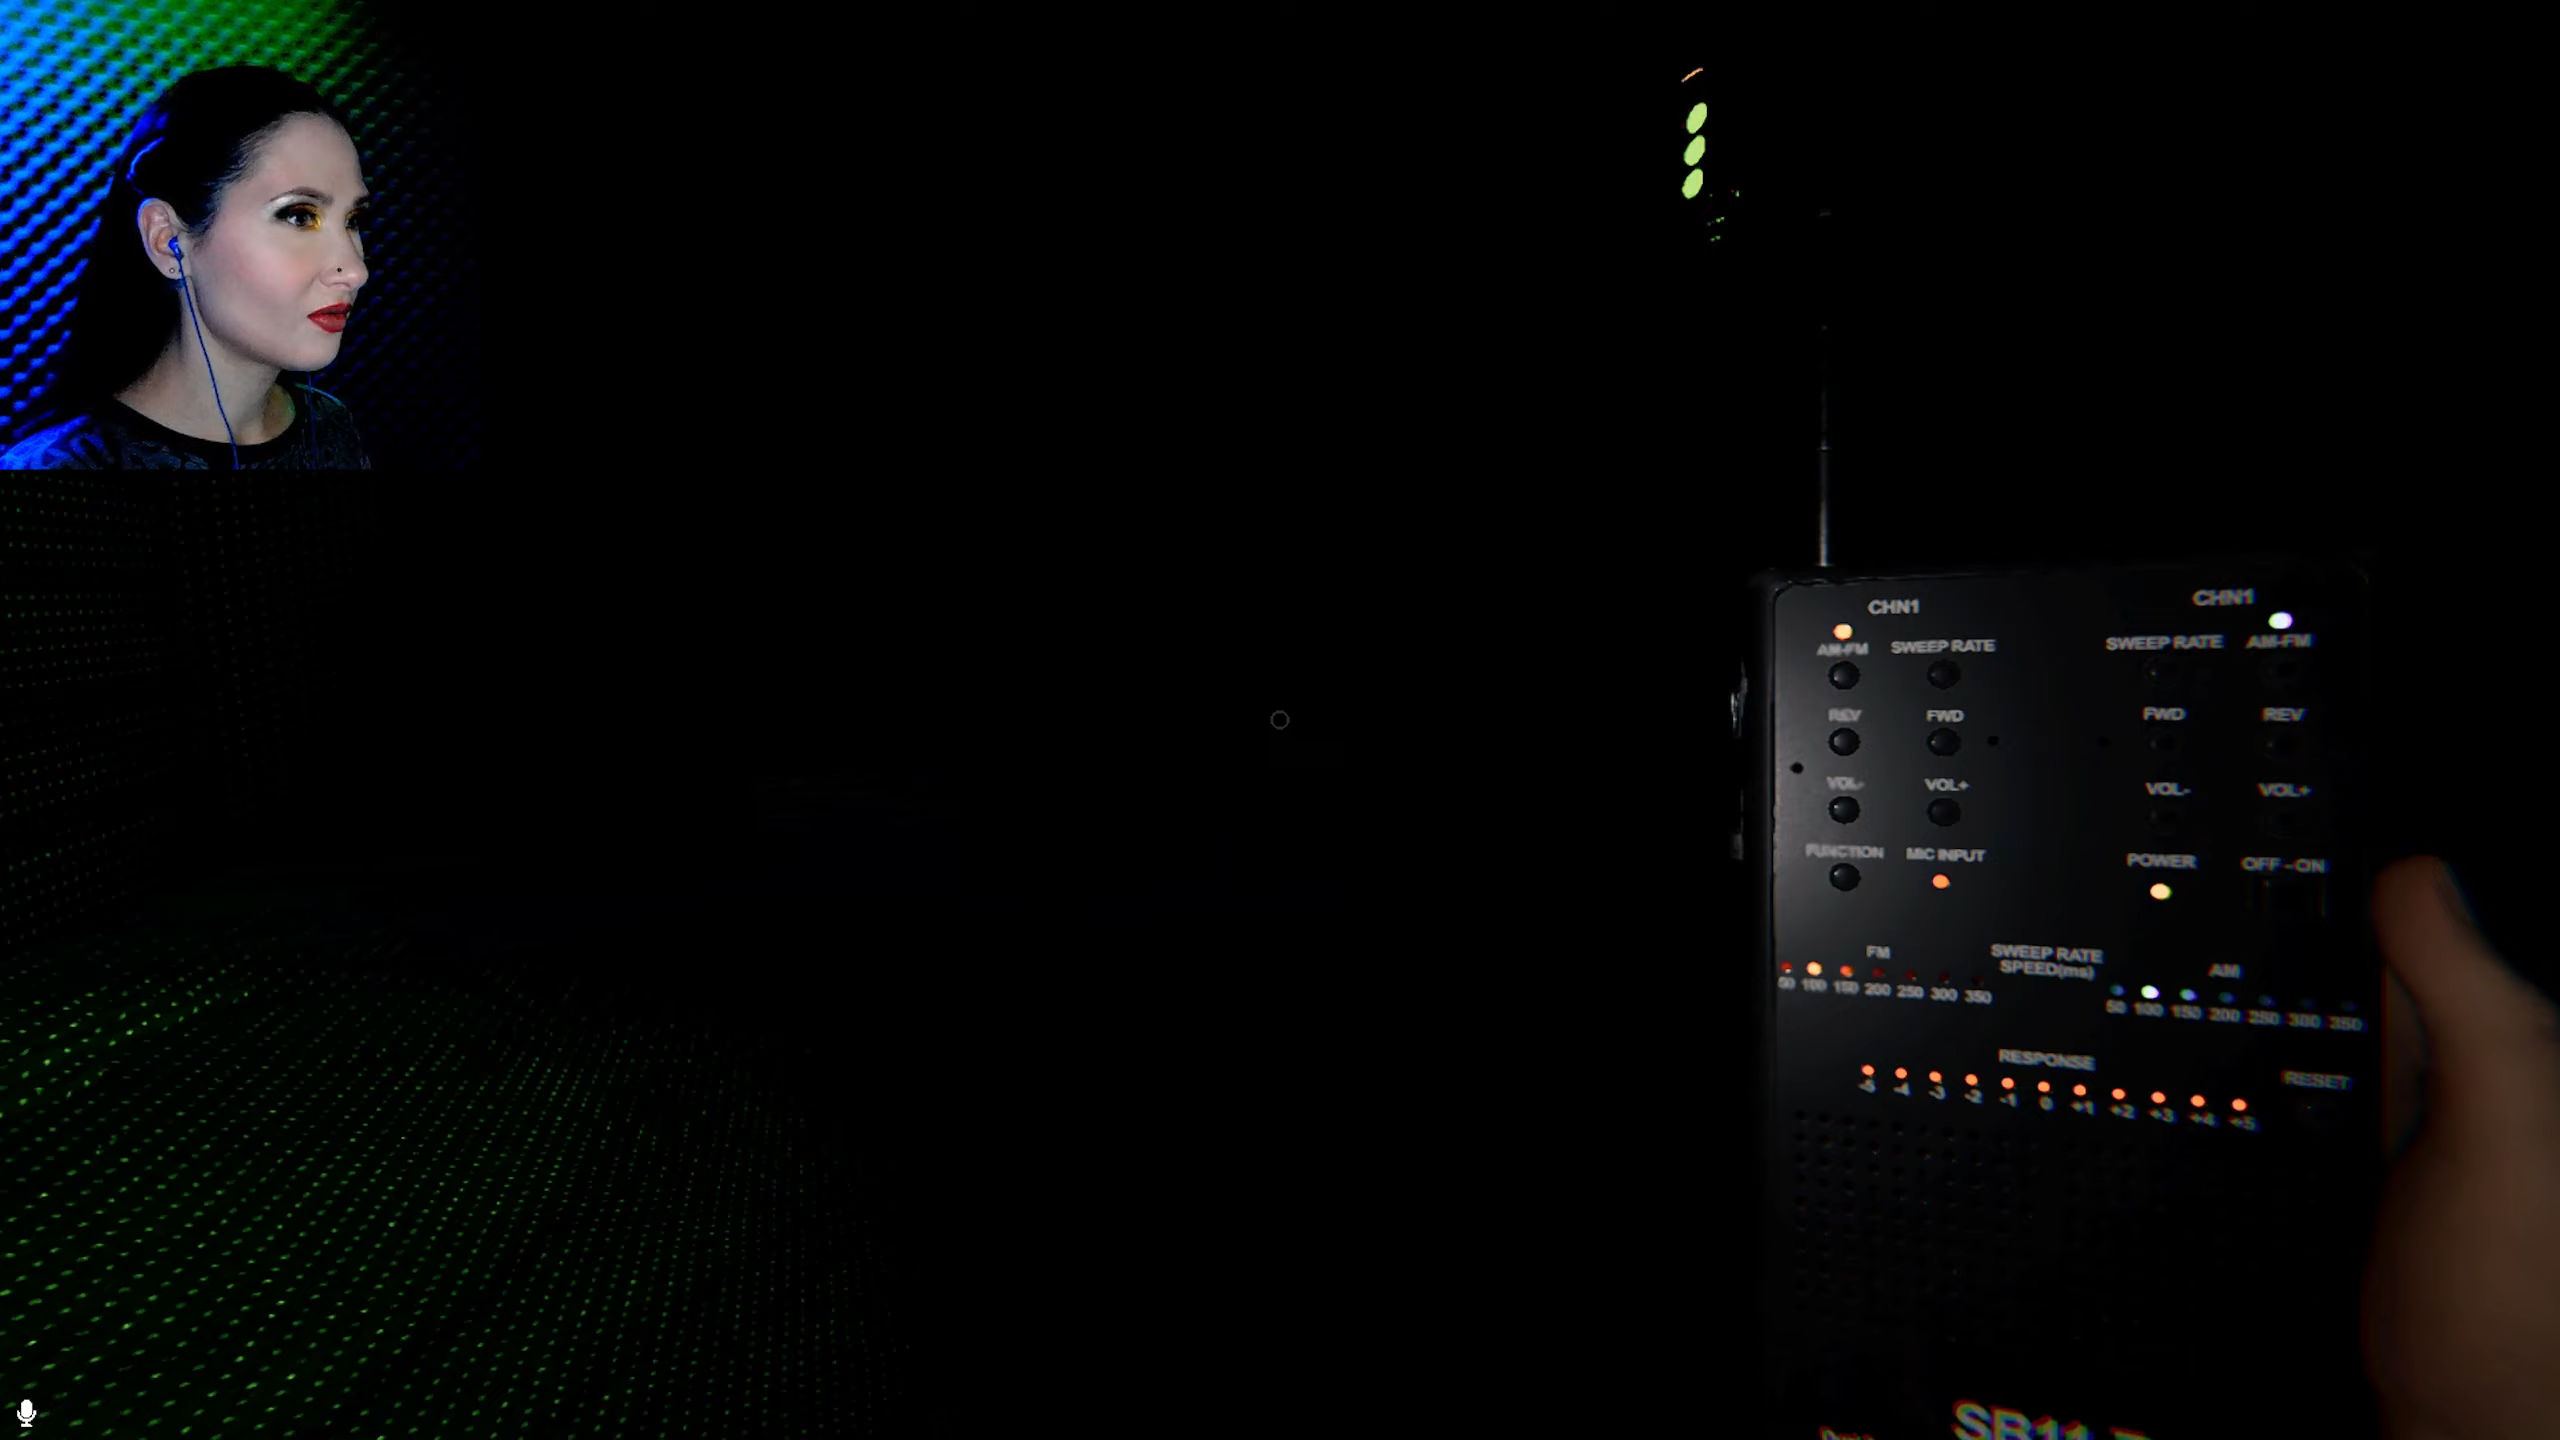 CHN1 CHN1
AM-FM SWEEP RATE SWEEP RATE AM-FM
REV FWD FWD REV
VOL- VOL+ VOL- VOL+
FUNCTION MIC INPUT POWER OFF - ON
FM SWEEP RATE AM
SPEED(ms)
50 100 150 200 250 300 350 50 100 150 200 250 300 350
RESPONSE RESET
-5 -4 -3 -2 -1 0 +1 +2 +3 +4 +5